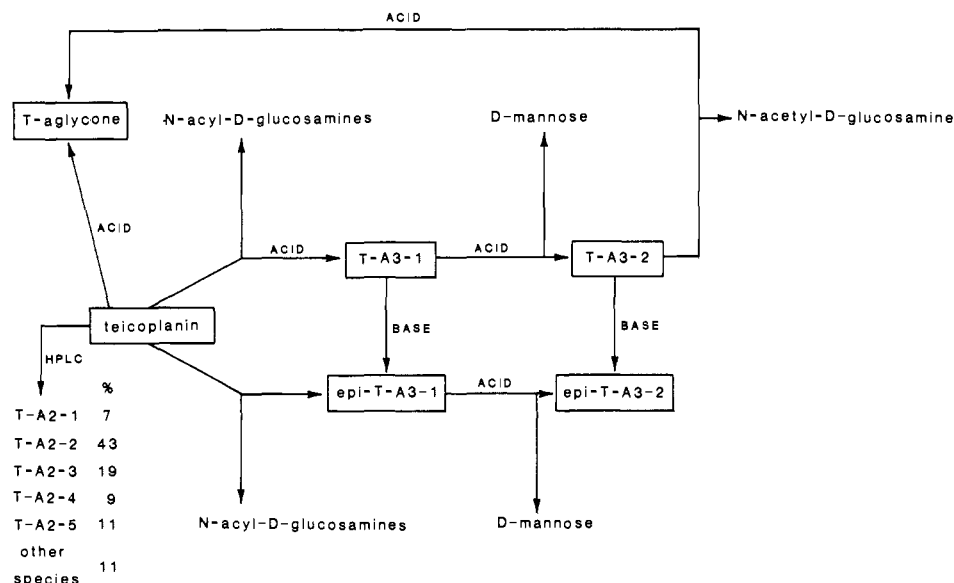 ACID
T-aglycone
N-acyl-D-glucosamines
D-mannose
N-acetyl-D-glucosamine
ACID
ACID
T-A3-1
ACID
T-A3-2
teicoplanin
BASE
BASE
HPLC
epi-T-A3-1
ACID
epi-T-A3-2
%
T-A2-1 7
T-A2-2 43
T-A2-3 19
T-A2-4 9
T-A2-5 11
other
species 11
N-acyl-D-glucosamines
D-mannose